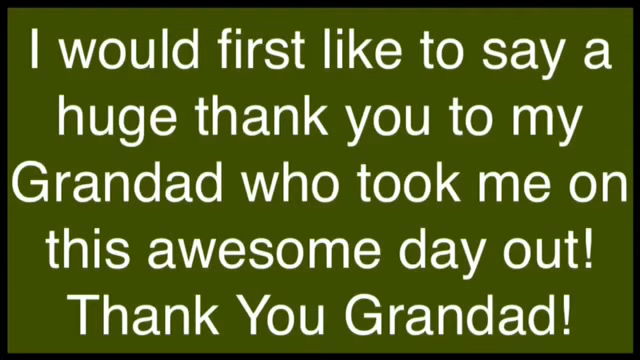 I would first like to say a
huge thank you to my
Grandad who took me on
this awesome day out!
Thank You Grandad!